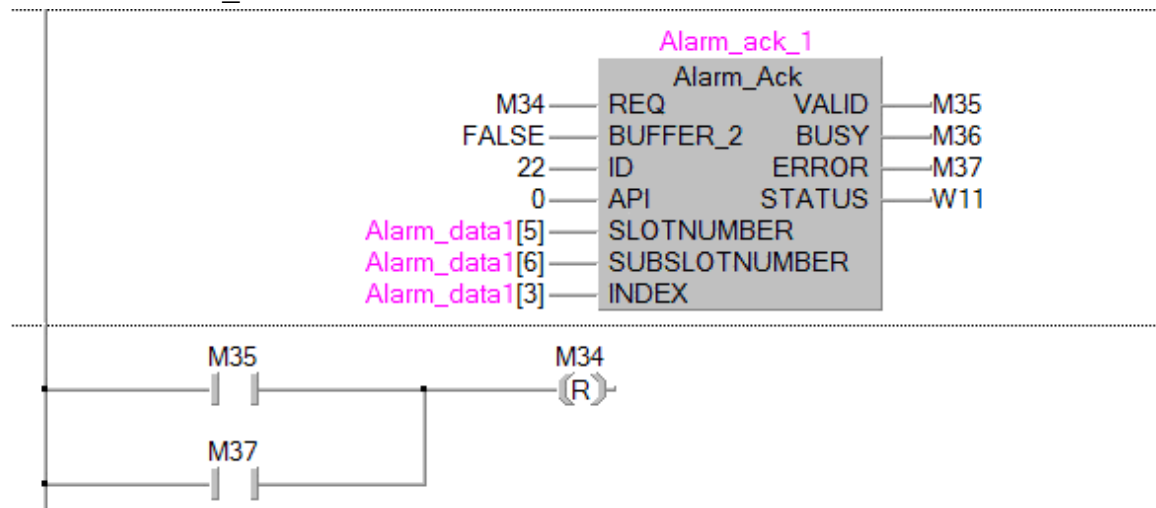 Alarm_ack_1
Alarm_Ack
M34 REQ VALID M35
FALSE BUFFER_2 BUSY M36
22 ID ERROR M37
0 API STATUS W11
Alarm_data1[5] SLOTNUMBER
Alarm_data1[6] SUBSLOTNUMBER
Alarm_data1[3] INDEX
M35 M34
(R)
M37